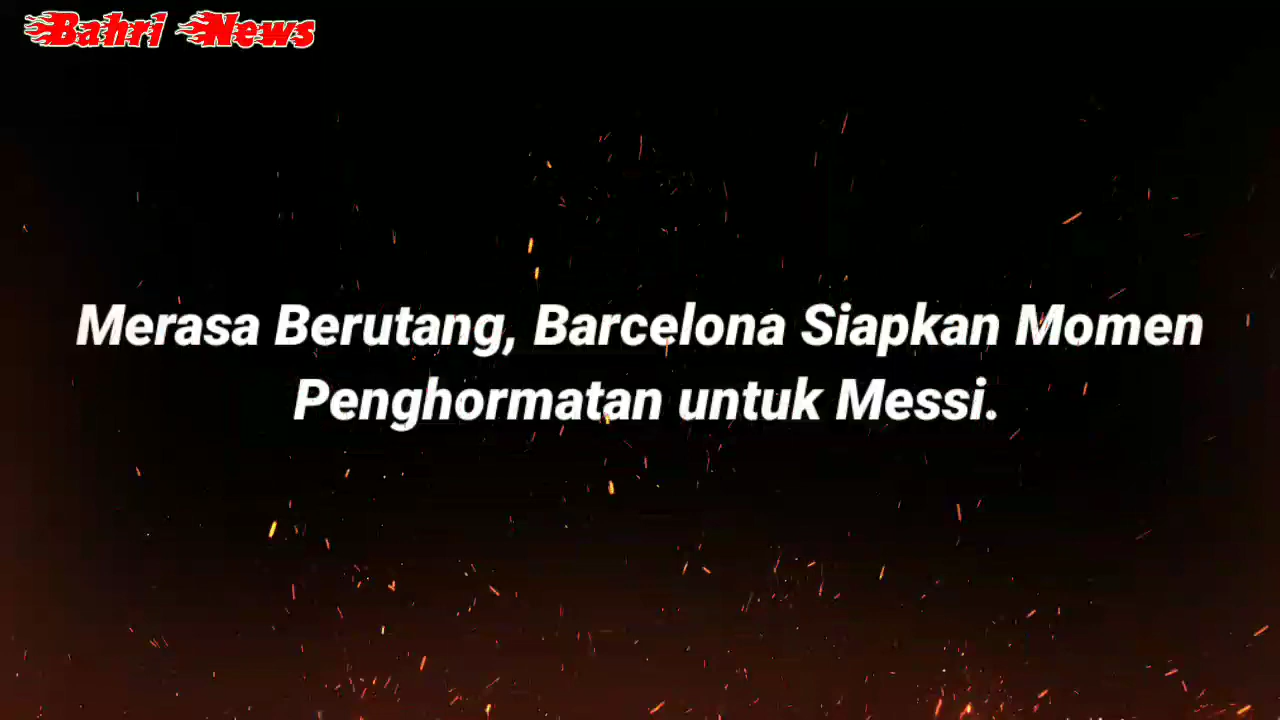 Bahri News
Merasa Berutang, Barcelona Siapkan Momen
Penghormatan untuk Messi.